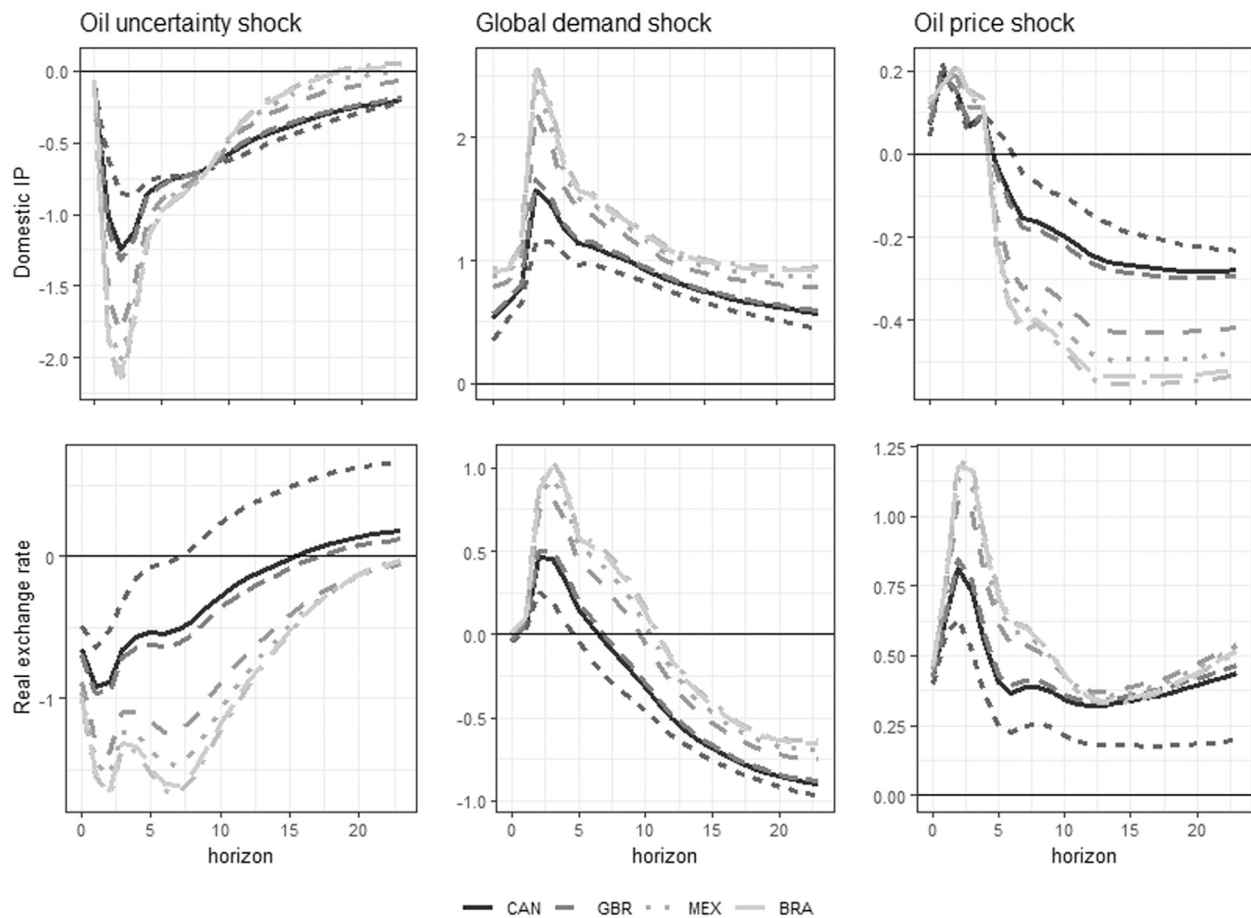 Oil uncertainty shock
Global demand shock
Oil price shock
Domestic IP
0.0
-0.5
-1.0
-1.5
-2.0
2
1
0
0.2
0.0
-0.2
-0.4
Real exchange rate
0
-1
1.0
0.5
0.0
-0.5
-1.0
1.25
1.00
0.75
0.50
0.25
0.00
0 5 10 15 20
0 5 10 15 20
0 5 10 15 20
horizon
horizon
horizon
CAN GBR MEX BRA